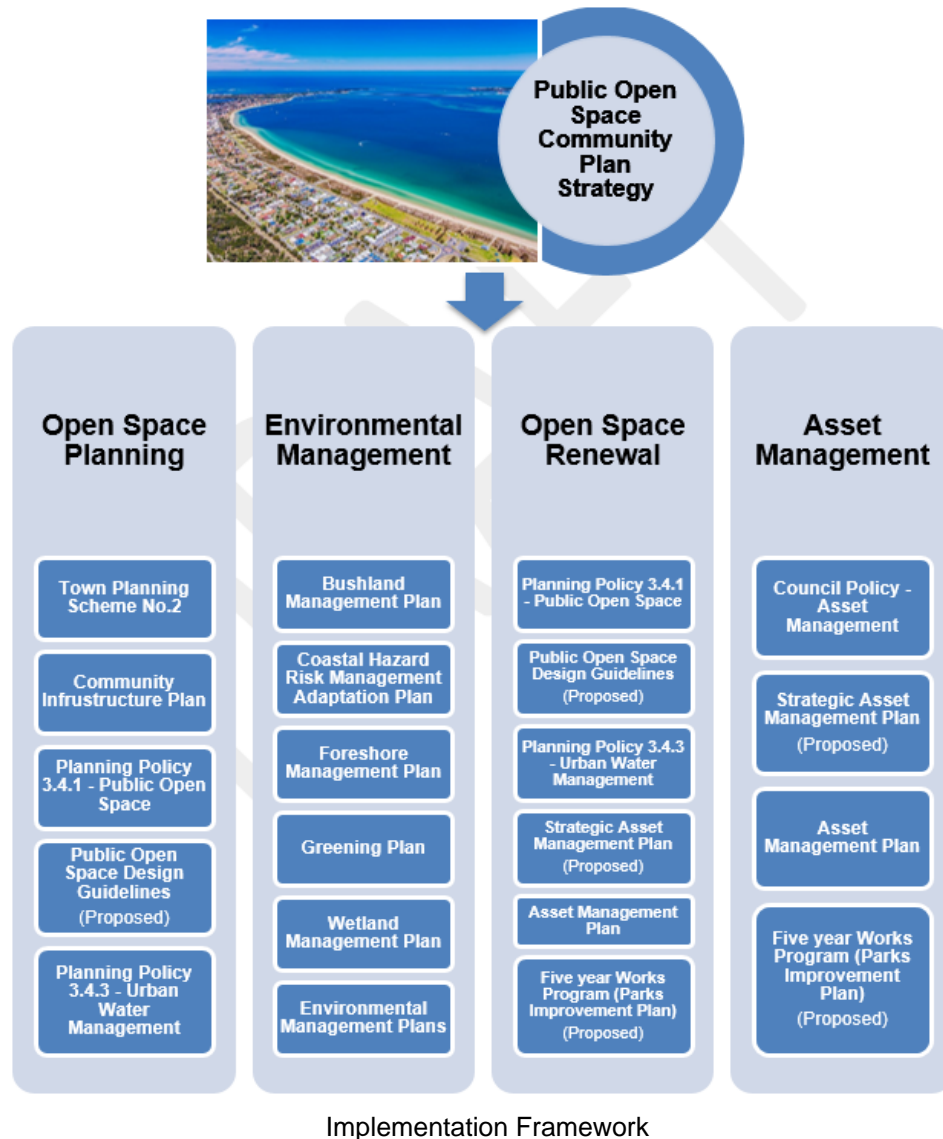 Public Open
Space
Community
Plan
Strategy
Open Space
Planning
Town Planning
Scheme No.2
Community
Infrustructure Plan
Planning Policy
3.4.1 - Public Open
Space
Public Open
Space Design
Guidelines
(Proposed)
Planning Policy
3.4.3 - Urban
Water
Management
Environmental
Management
Bushland
Management Plan
Coastal Hazard
Risk Management
Adaptation Plan
Foreshore
Management Plan
Greening Plan
Wetland
Management Plan
Environmental
Management Plans
Open Space
Renewal
Planning Policy 3.4.1
- Public Open Space
Public Open Space
Design Guidelines
(Proposed)
Planning Policy 3.4.3
- Urban Water
Management
Strategic Asset
Management Plan
(Proposed)
Asset Management
Plan
Five year Works
Program (Parks
Improvement Plan)
(Proposed)
Asset
Management
Council Policy -
Asset
Management
Strategic Asset
Management Plan
(Proposed)
Asset
Management Plan
Five year Works
Program (Parks
Improvement
Plan)
(Proposed)
Implementation Framework